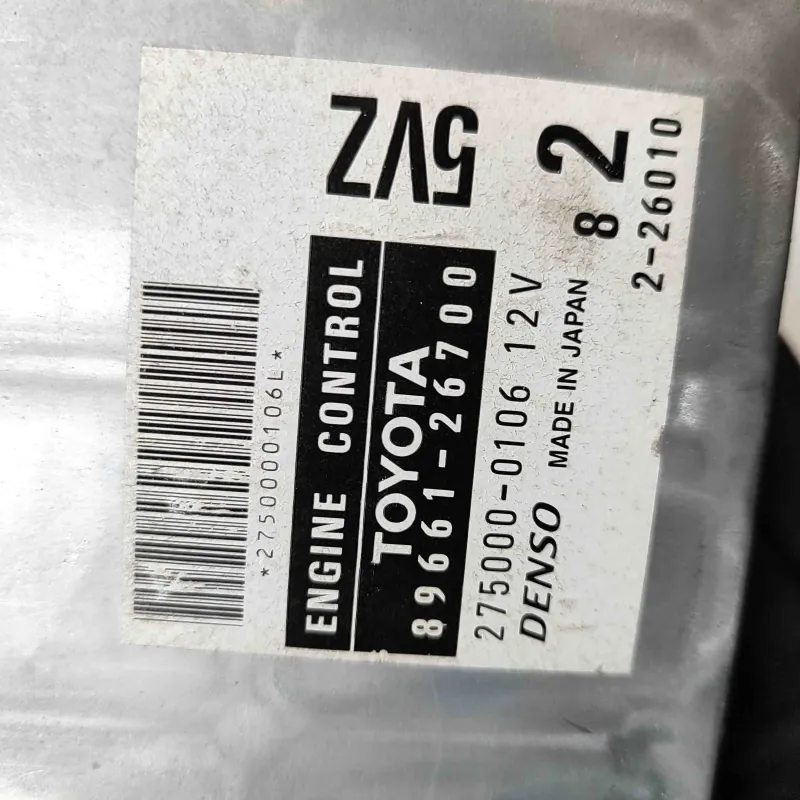 *2750000106L*
ENGINE CONTROL
5VZ
TOYOTA
89661-26700
275000-0106 12V
DENSO MADE IN JAPAN
8 2
2-26010